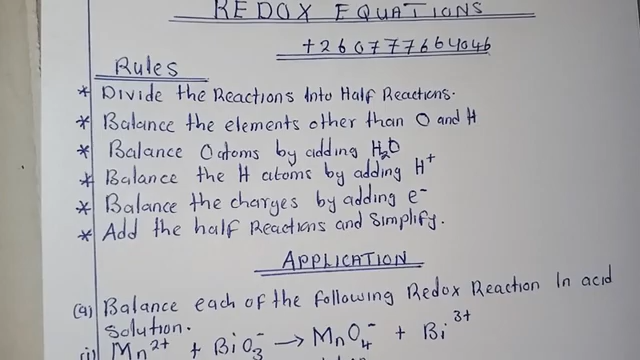 REDOX EQUATIONS
+260777664046
Rules
* Divide the Reactions Into Half Reactions.
* Balance the elements other than O and H
* Balance O atoms by adding H₂O
* Balance the H atoms by adding H⁺
* Balance the charges by adding e⁻
* Add the half Reactions and Simplify.
APPLICATION
(a) Balance each of the following Redox Reaction In acid
solution.
(i) Mn²⁺ + BiO₃⁻ → MnO₄⁻ + Bi³⁺